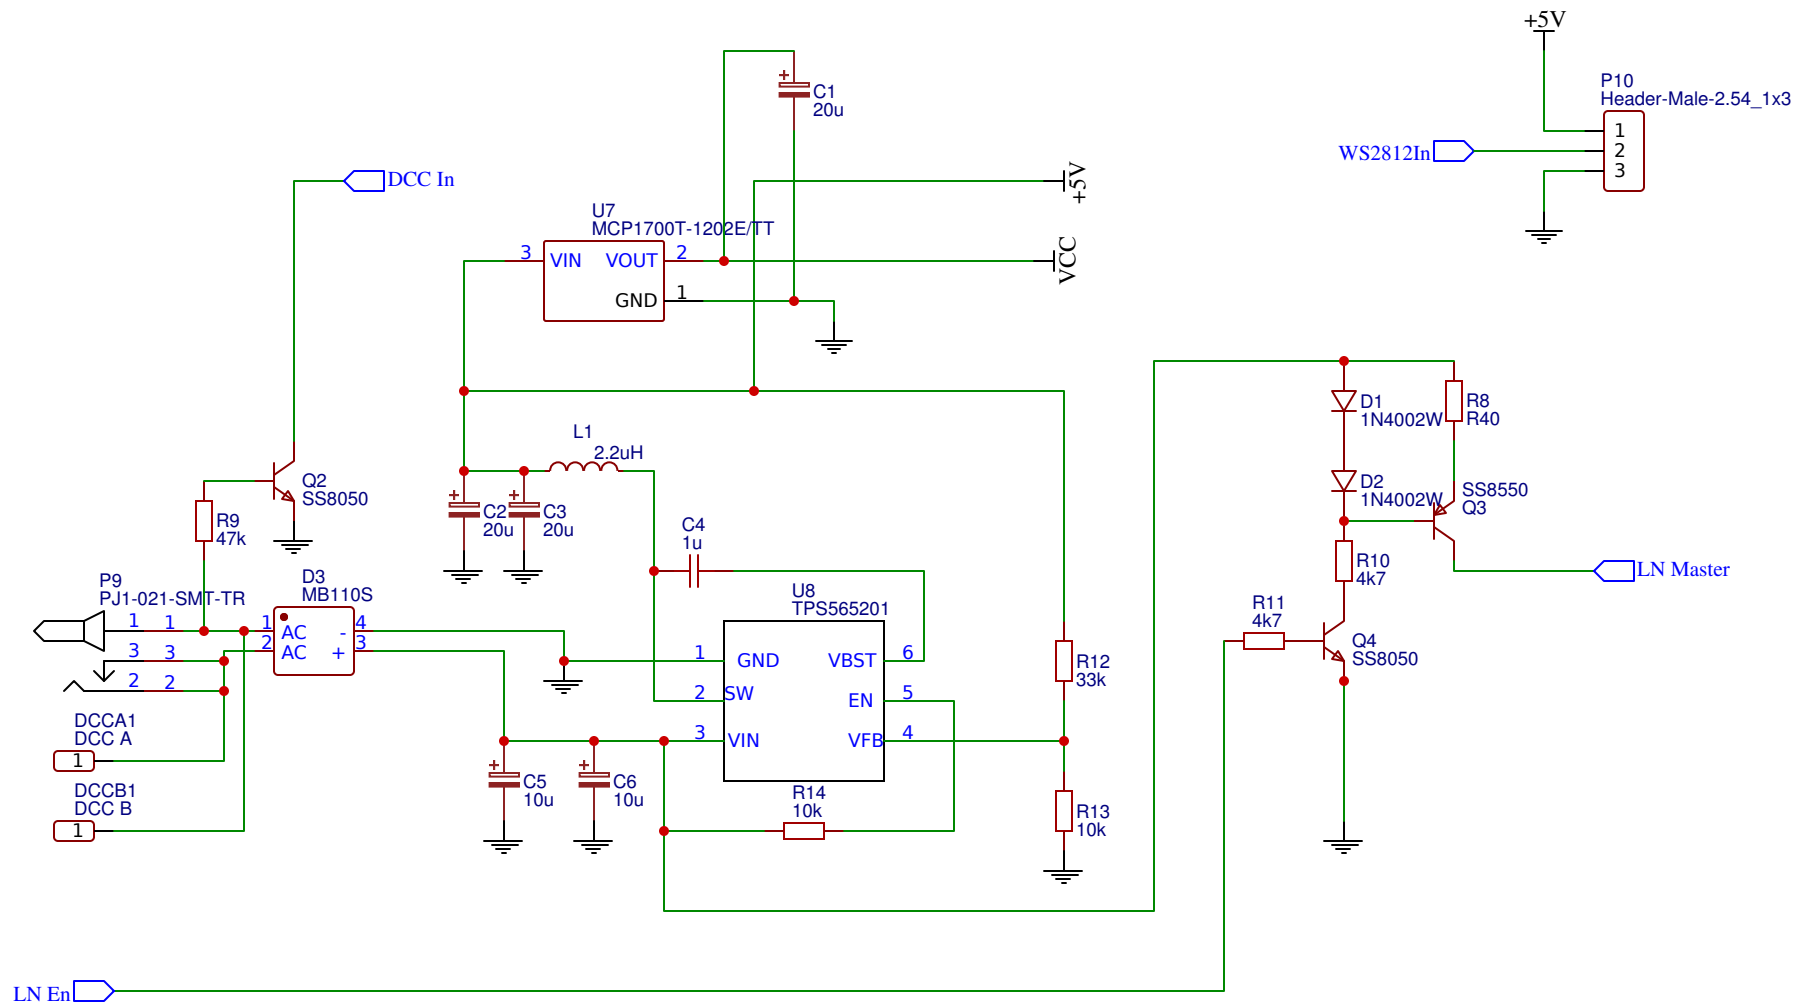 +5V
P10
Header-Male-2.54_1x3
1
2
3
WS2812In
C1
20u
DCC In
+5V
U7
MCP1700T-1202E/TT
3
VIN
VOUT
2
GND
1
VCC
L1
2.2uH
C2
20u
C3
20u
C4
1u
Q2
SS8050
R9
47k
D3
MB110S
1
AC
-
4
2
AC
+
3
P9
PJ1-021-SMT-TR
1
1
3
3
2
2
DCCA1
DCC A
1
DCCB1
DCC B
1
U8
TPS565201
1
GND
VBST
6
2
SW
EN
5
3
VIN
VFB
4
C5
10u
C6
10u
R14
10k
R12
33k
R13
10k
D1
1N4002W
R8
R40
D2
1N4002W
SS8550
Q3
R10
4k7
LN Master
R11
4k7
Q4
SS8050
LN En